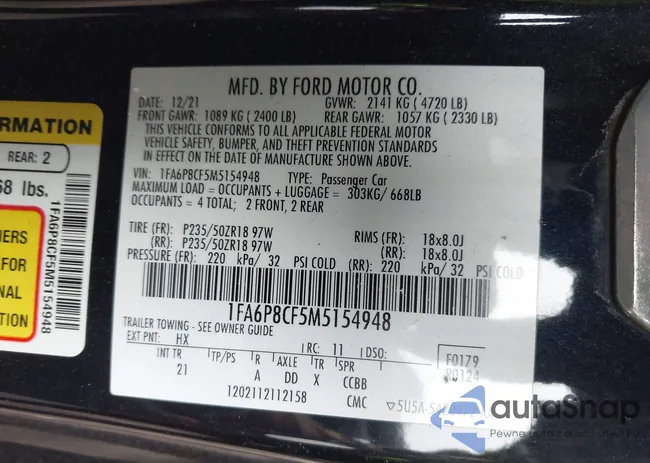 MFD. BY FORD MOTOR CO.
DATE: 12/21 GVWR: 2141 KG ( 4720 LB)
FRONT GAWR: 1089 KG ( 2400 LB) REAR GAWR: 1057 KG ( 2330 LB)
THIS VEHICLE CONFORMS TO ALL APPLICABLE FEDERAL MOTOR
VEHICLE SAFETY, BUMPER, AND THEFT PREVENTION STANDARDS
IN EFFECT ON THE DATE OF MANUFACTURE SHOWN ABOVE.
VIN: 1FA6P8CF5M5154948 TYPE: Passenger Car
MAXIMUM LOAD = OCCUPANTS + LUGGAGE = 303KG/ 668LB
OCCUPANTS = 4 TOTAL; 2 FRONT, 2 REAR
TIRE (FR): P235/50ZR18 97W RIMS (FR): 18x8.0J
(RR): P235/50ZR18 97W (RR): 18x8.0J
PRESSURE (FR): 220 kPa/ 32 PSI COLD (RR): 220 kPa/ 32 PSI COLD
1FA6P8CF5M5154948
TRAILER TOWING - SEE OWNER GUIDE
EXT PNT: HX RC: 11 DSO: F0179
INT TR TP/PS R AXLE TR SPR R0124
21 A DD X CCBB
1202112112158 CMC
ORMATION
REAR: 2
68 lbs.
FOR
NAL
TION
1FA6P8CF5M5154948
autoSnap